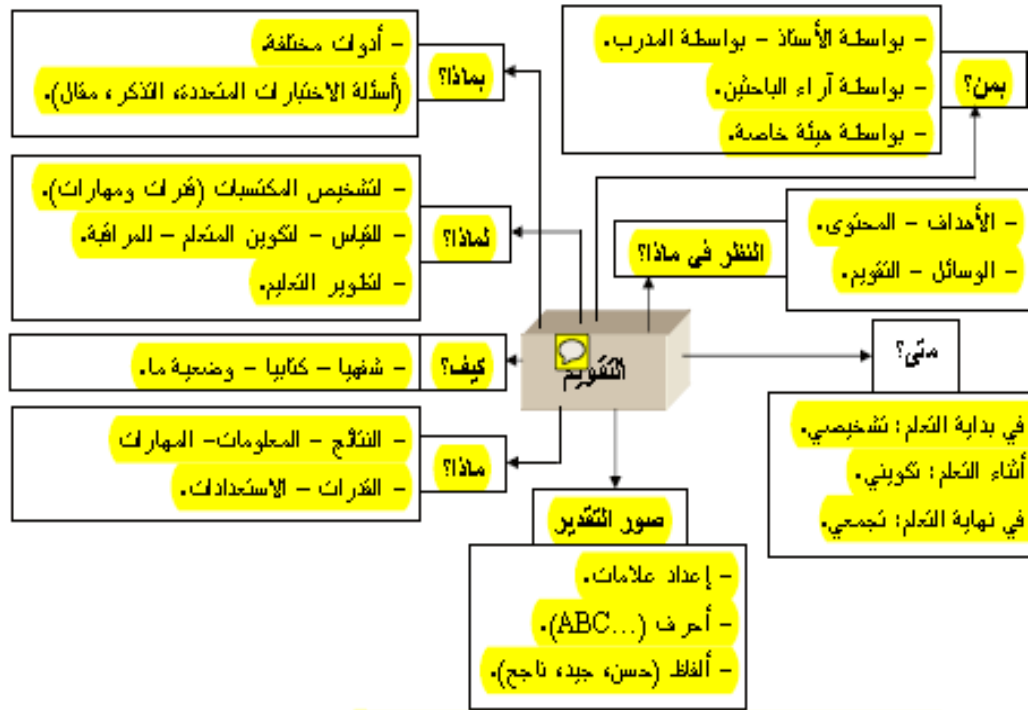 بمن؟
- بواسطة الأستاذ - بواسطة المدرب.
- بواسطة آراء الباحثين.
- بواسطة هيئة خاصة.
بماذا؟
- أدوات مختلفة.
(أسئلة الاختبارات المتعددة، التذكر، مقال).
النظر في ماذا؟
- الأهداف - المحتوى.
- الوسائل - التقويم.
لماذا؟
- لتشخيص المكتسبات (قدرات ومهارات).
- للقياس - لتكوين المتعلم - للمراقبة.
- لتطوير التعليم.
التقويم
متى؟
في بداية التعلم: تشخيصي.
أثناء التعلم: تكويني.
في نهاية التعلم: تجمعي.
كيف؟
- شفهيا - كتابيا - وضعية ما.
ماذا؟
- النتائج - المعلومات- المهارات
- القدرات - الاستعدادات.
صور التقدير
- إعداد علامات.
- أحرف (ABC...).
- ألفاظ (حسن، جيد، ناجح).